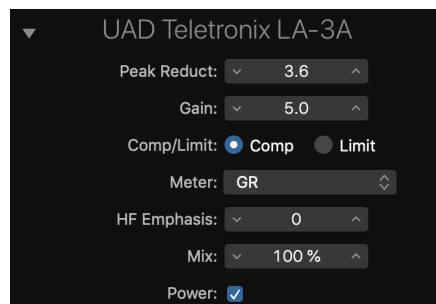 UAD Teletronix LA-3A
Peak Reduct: 3.6
Gain: 5.0
Comp/Limit: Comp Limit
Meter: GR
HF Emphasis: 0
Mix: 100 %
Power: